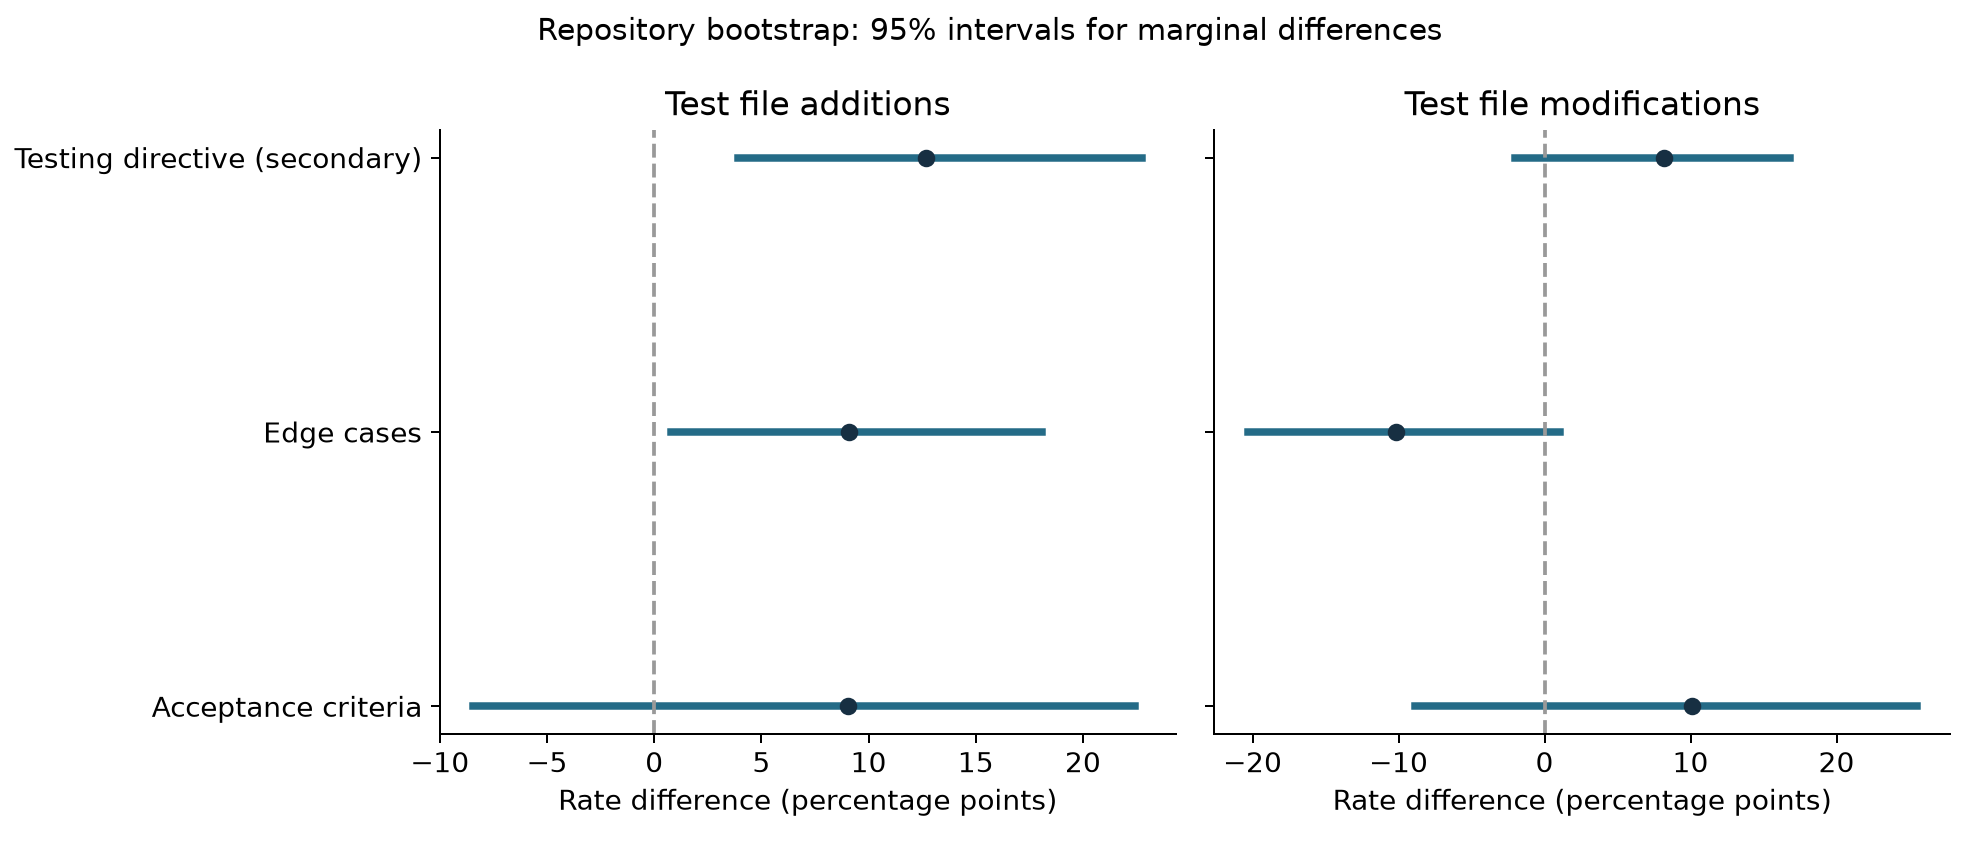 Repository bootstrap: 95% intervals for marginal differences
Test file additions
Test file modifications
Testing directive (secondary)
Edge cases
Acceptance criteria
−10 −5 0 5 10 15 20
−20 −10 0 10 20
Rate difference (percentage points)
Rate difference (percentage points)